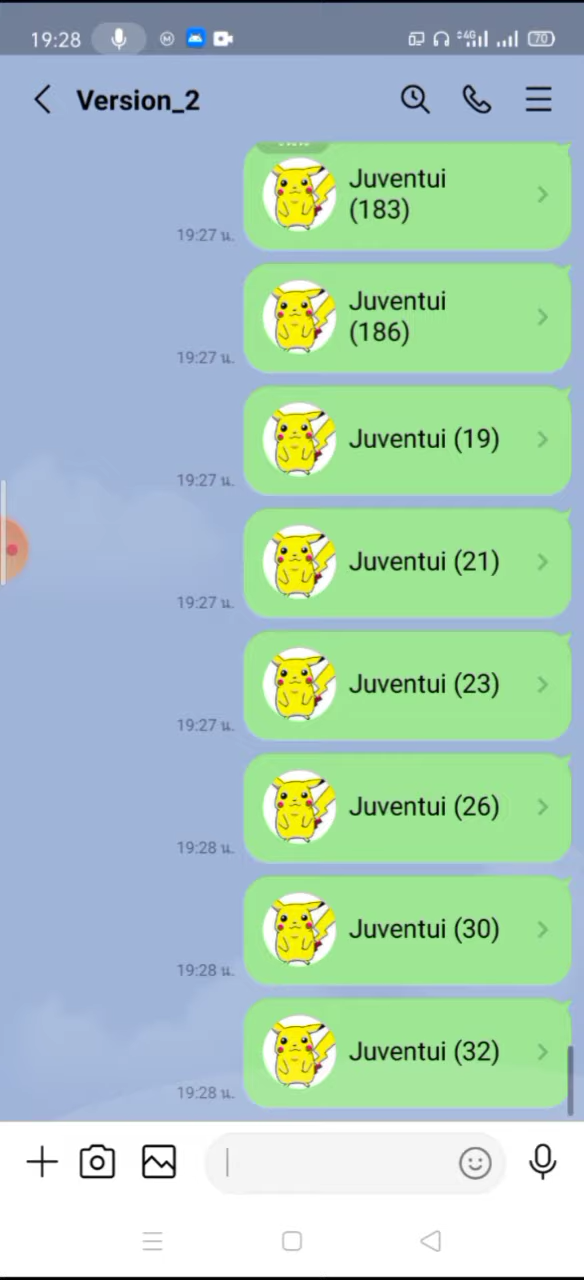 19:28
70
Version_2
Juventui
(183)
19:27 น.
Juventui
(186)
19:27 น.
Juventui (19)
19:27 น.
Juventui (21)
19:27 น.
Juventui (23)
19:27 น.
Juventui (26)
19:28 น.
Juventui (30)
19:28 น.
Juventui (32)
19:28 น.